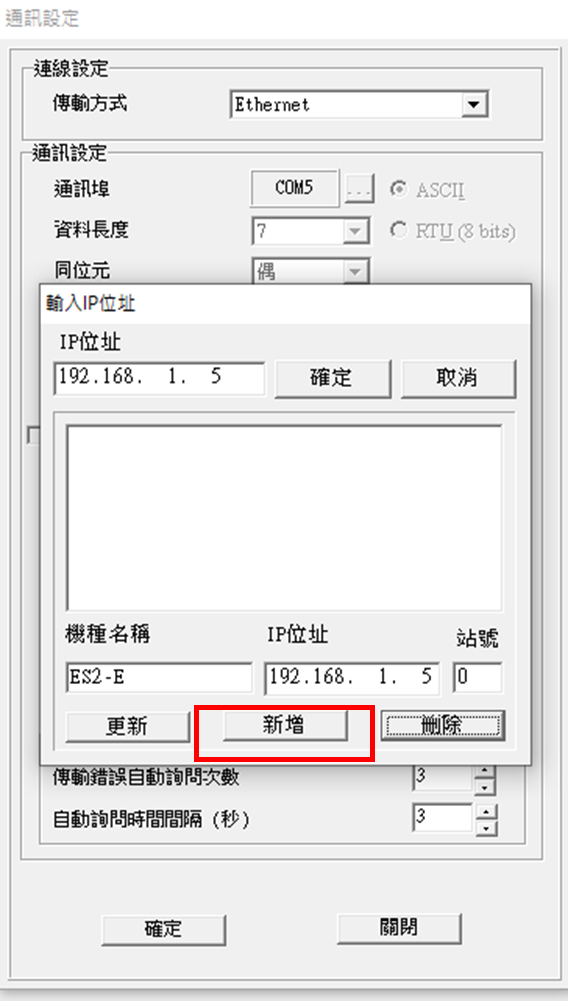 通訊設定
連線設定
傳輸方式 Ethernet
通訊設定
通訊埠 COM5 ... ASCII
資料長度 7 RTU (8 bits)
同位元 偶
輸入IP位址
IP位址
192.168. 1. 5 確定 取消
機種名稱 IP位址 站號
ES2-E 192.168. 1. 5 0
更新 新增 刪除
傳輸錯誤自動詢問次數 3
自動詢問時間間隔 (秒) 3
確定 關閉